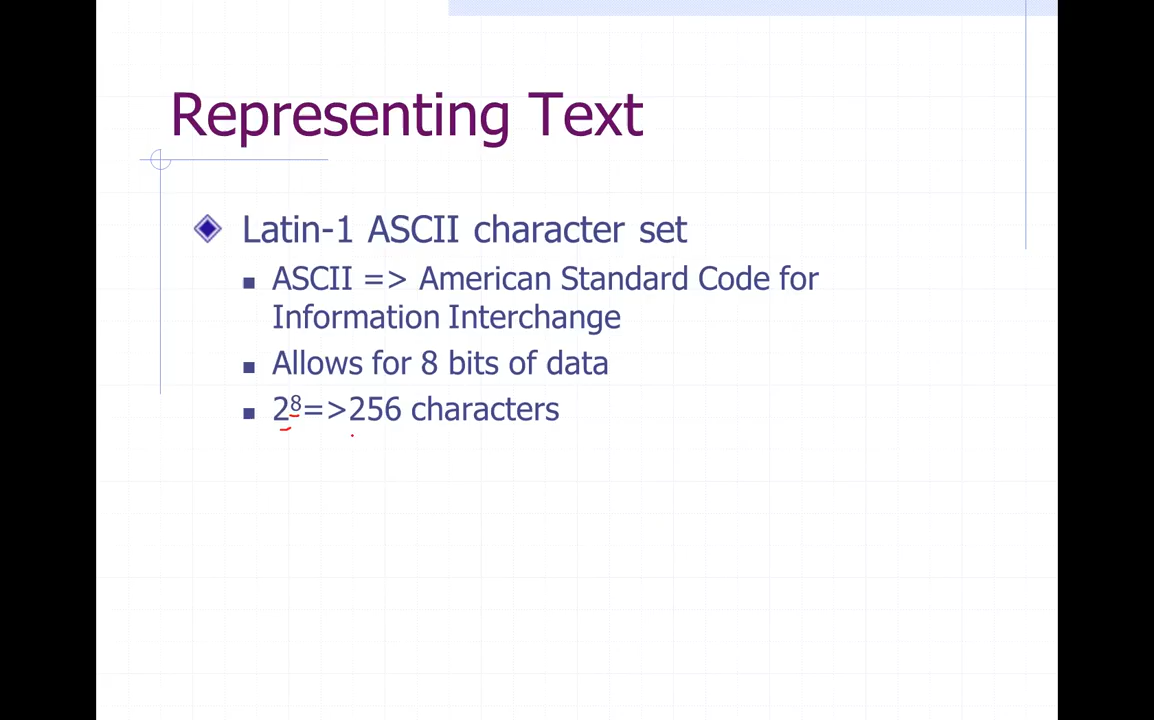 Representing Text
Latin-1 ASCII character set
ASCII => American Standard Code for
Information Interchange
Allows for 8 bits of data
2⁸=>256 characters